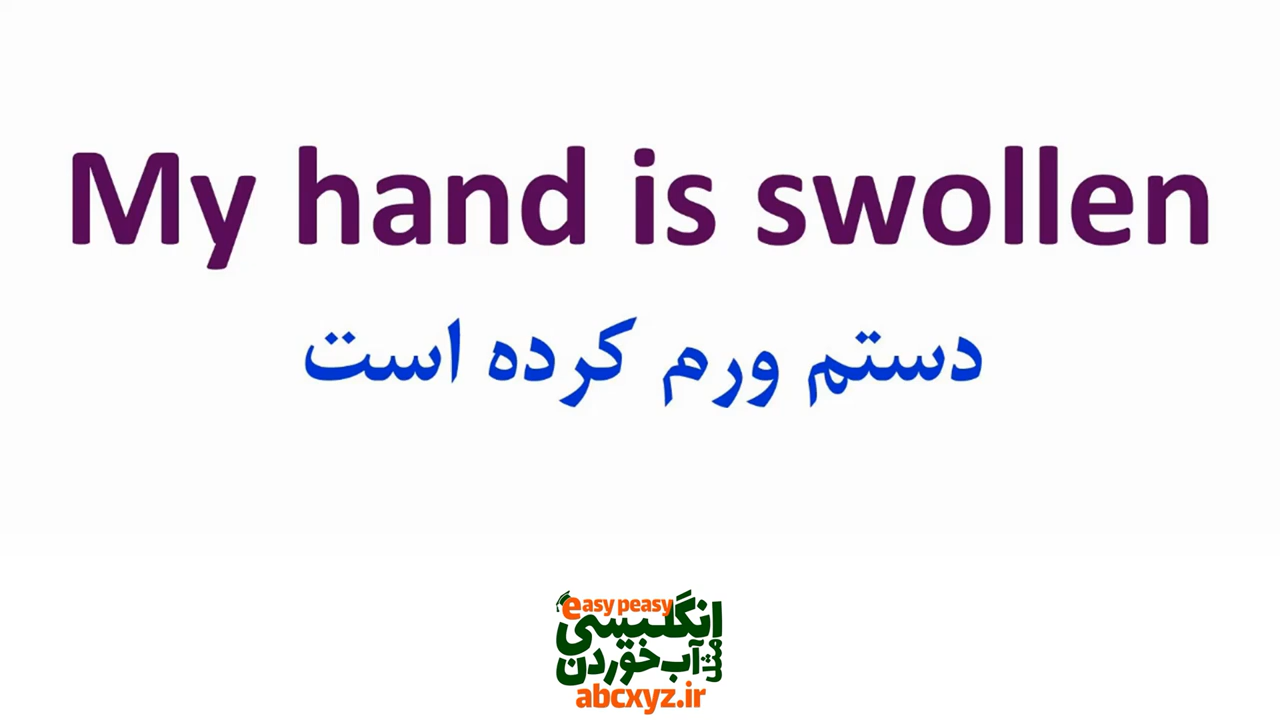 My hand is swollen
دستم ورم کرده است
easy peasy
انگلیسی
مثل آب خوردن
abcxyz.ir